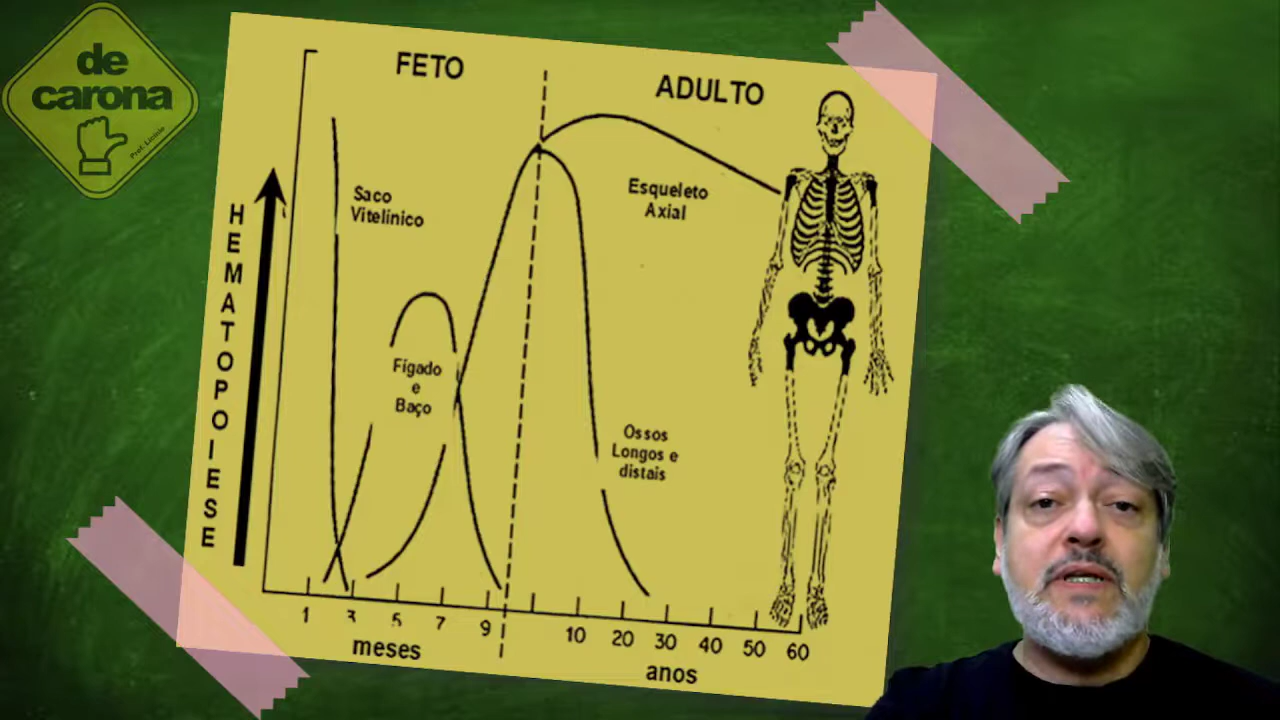 de
carona
Prof. Licínio
FETO
ADULTO
Saco
Vitelínico
Esqueleto
Axial
Fígado
e
Baço
Ossos
Longos e
distais
HEMATOPOIESE
1 3 5 7 9
10 20 30 40 50 60
meses
anos